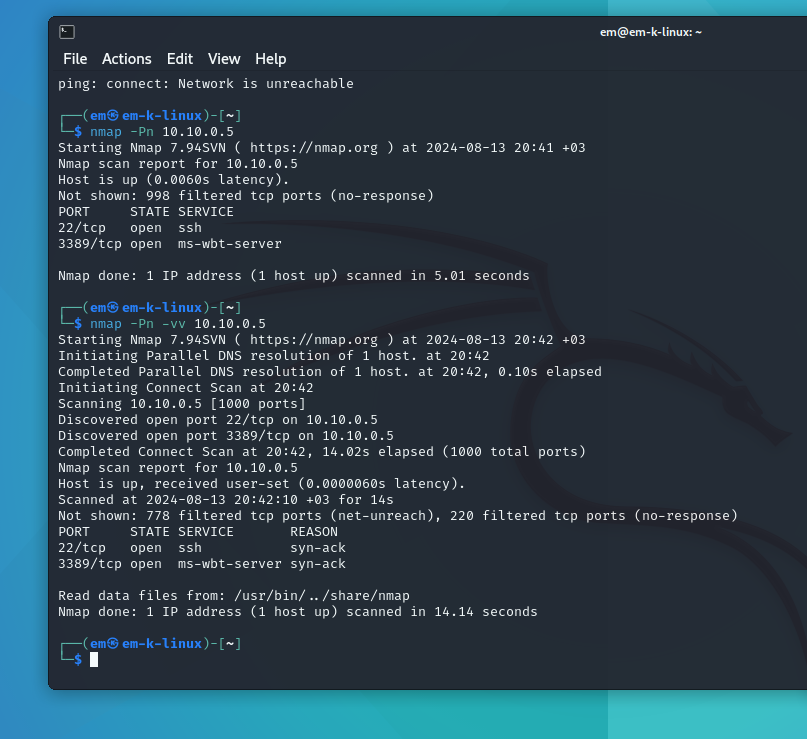 em@em-k-linux: ~
File Actions Edit View Help
ping: connect: Network is unreachable
┌──(em㉿em-k-linux)-[~]
└─$ nmap -Pn 10.10.0.5
Starting Nmap 7.94SVN ( https://nmap.org ) at 2024-08-13 20:41 +03
Nmap scan report for 10.10.0.5
Host is up (0.0060s latency).
Not shown: 998 filtered tcp ports (no-response)
PORT     STATE SERVICE
22/tcp   open  ssh
3389/tcp open  ms-wbt-server
Nmap done: 1 IP address (1 host up) scanned in 5.01 seconds
┌──(em㉿em-k-linux)-[~]
└─$ nmap -Pn -vv 10.10.0.5
Starting Nmap 7.94SVN ( https://nmap.org ) at 2024-08-13 20:42 +03
Initiating Parallel DNS resolution of 1 host. at 20:42
Completed Parallel DNS resolution of 1 host. at 20:42, 0.10s elapsed
Initiating Connect Scan at 20:42
Scanning 10.10.0.5 [1000 ports]
Discovered open port 22/tcp on 10.10.0.5
Discovered open port 3389/tcp on 10.10.0.5
Completed Connect Scan at 20:42, 14.02s elapsed (1000 total ports)
Nmap scan report for 10.10.0.5
Host is up, received user-set (0.0000060s latency).
Scanned at 2024-08-13 20:42:10 +03 for 14s
Not shown: 778 filtered tcp ports (net-unreach), 220 filtered tcp ports (no-response)
PORT     STATE SERVICE       REASON
22/tcp   open  ssh           syn-ack
3389/tcp open  ms-wbt-server syn-ack
Read data files from: /usr/bin/../share/nmap
Nmap done: 1 IP address (1 host up) scanned in 14.14 seconds
┌──(em㉿em-k-linux)-[~]
└─$